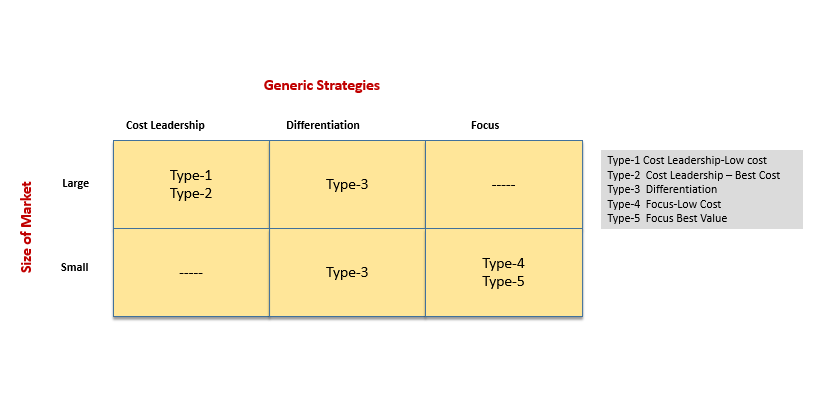 Generic Strategies
Cost Leadership Differentiation Focus
Size of Market
Large
Type-1
Type-2
Type-3
-----
Small
-----
Type-3
Type-4
Type-5
Type-1 Cost Leadership-Low cost
Type-2 Cost Leadership – Best Cost
Type-3 Differentiation
Type-4 Focus-Low Cost
Type-5 Focus Best Value